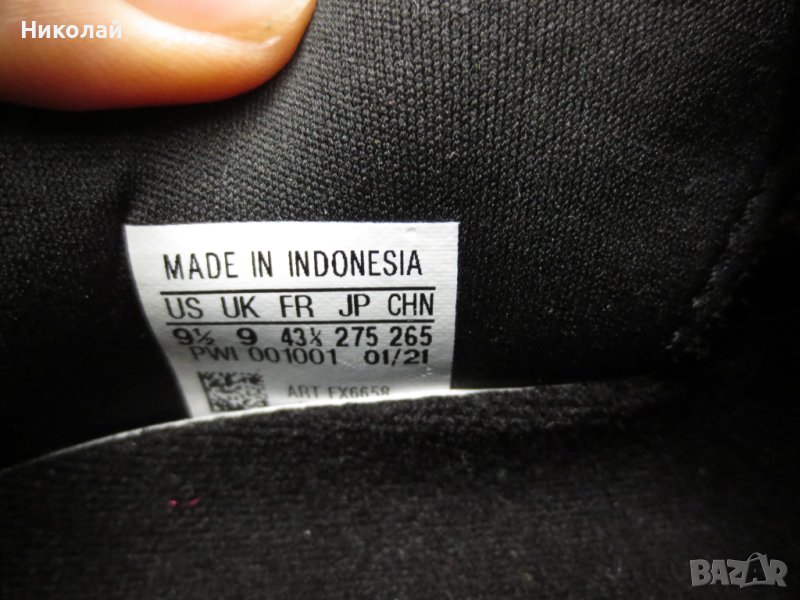 Николай
MADE IN INDONESIA
US UK FR JP CHN
9½ 9 43⅓ 275 265
PWI 001001 01/21
ART FX6658
BAZAR